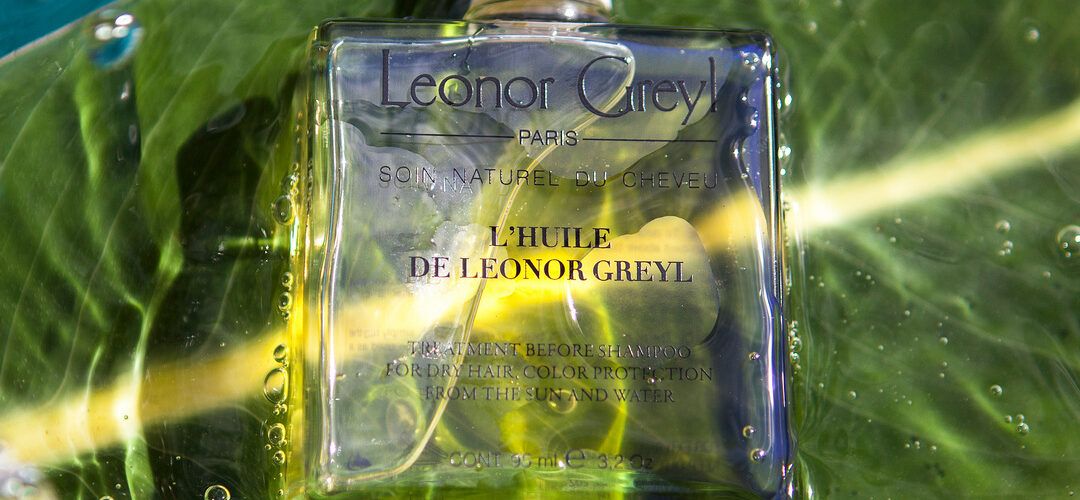 Leonor Greyl
PARIS
SOIN NATUREL DU CHEVEU
L'HUILE
DE LEONOR GREYL
TREATMENT BEFORE SHAMPOO
FOR DRY HAIR, COLOR PROTECTION
FROM THE SUN AND WATER
CONT. 95 ml e 3.2 Oz